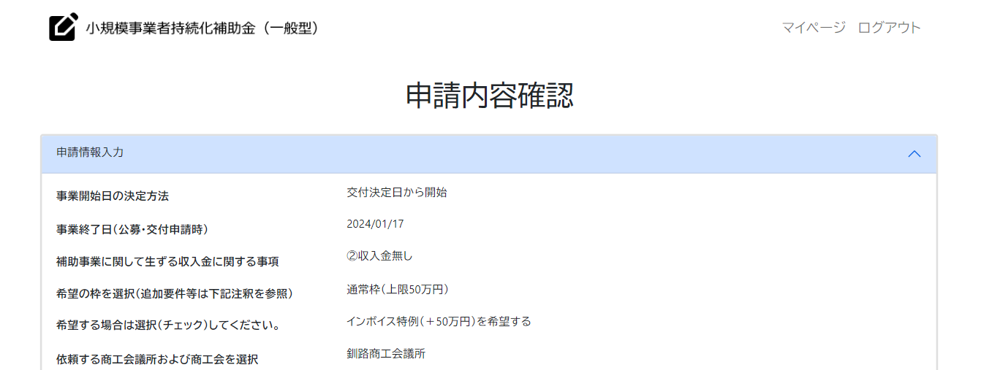 小規模事業者持続化補助金（一般型）
マイページ ログアウト
申請内容確認
申請情報入力
事業開始日の決定方法 交付決定日から開始
事業終了日(公募・交付申請時) 2024/01/17
補助事業に関して生ずる収入金に関する事項 ②収入金無し
希望の枠を選択(追加要件等は下記注釈を参照) 通常枠(上限50万円)
希望する場合は選択(チェック)してください。 インボイス特例(＋50万円)を希望する
依頼する商工会議所および商工会を選択 釧路商工会議所